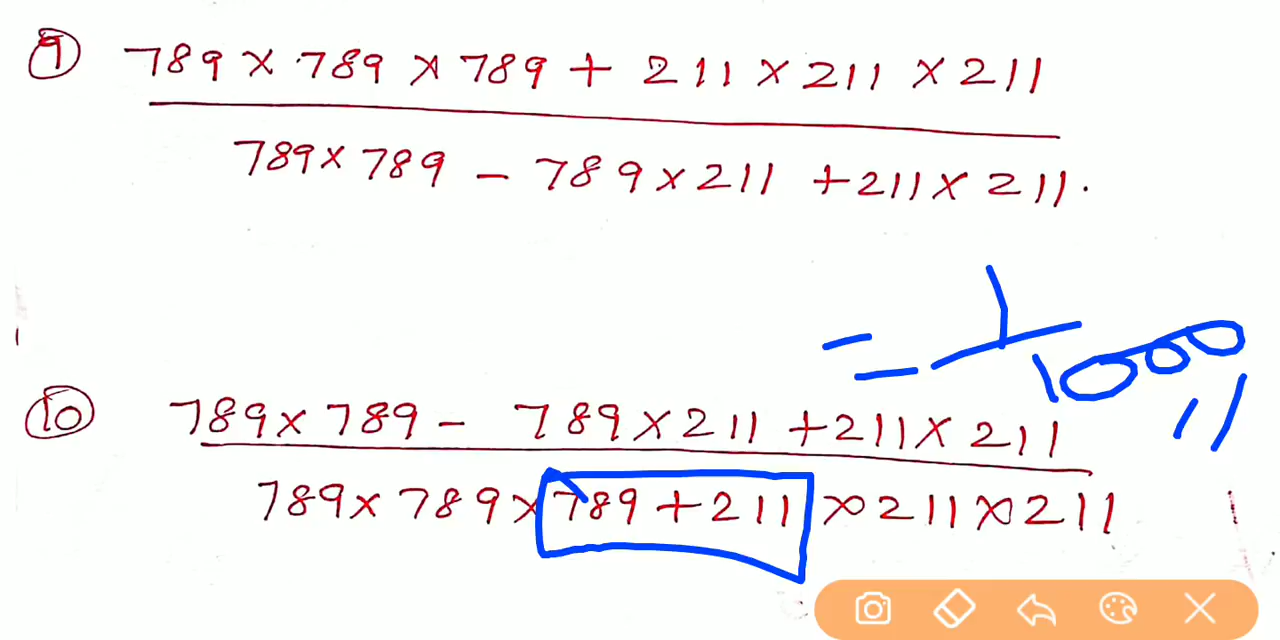 9 789 × 789 × 789 + 211 × 211 × 211
789 × 789 – 789 × 211 + 211 × 211.
= 1
1000 //
10 789 × 789 – 789 × 211 + 211 × 211
789 × 789 × 789 + 211 × 211 × 211